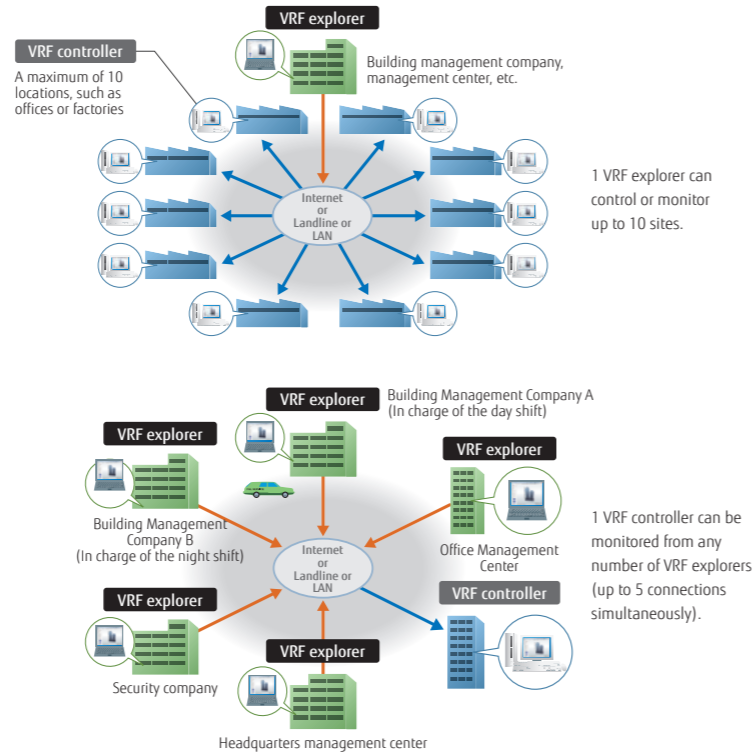 VRF explorer
VRF controller
A maximum of 10
locations, such as
offices or factories
Building management company,
management center, etc.
Internet
or
Landline or
LAN
1 VRF explorer can
control or monitor
up to 10 sites.
VRF explorer
Building Management Company A
(In charge of the day shift)
VRF explorer
Building Management
Company B
(In charge of the night shift)
VRF explorer
Office Management
Center
Internet
or
Landline or
LAN
1 VRF controller can be
monitored from any
number of VRF explorers
(up to 5 connections
simultaneously).
VRF explorer
Security company
VRF controller
VRF explorer
Headquarters management center